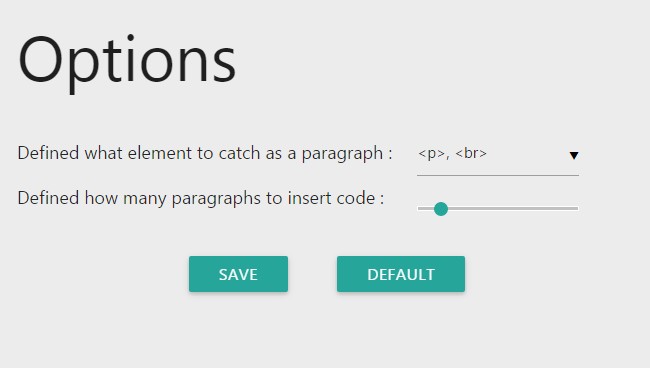 Options
Defined what element to catch as a paragraph : <p>, <br>
Defined how many paragraphs to insert code :
SAVE DEFAULT